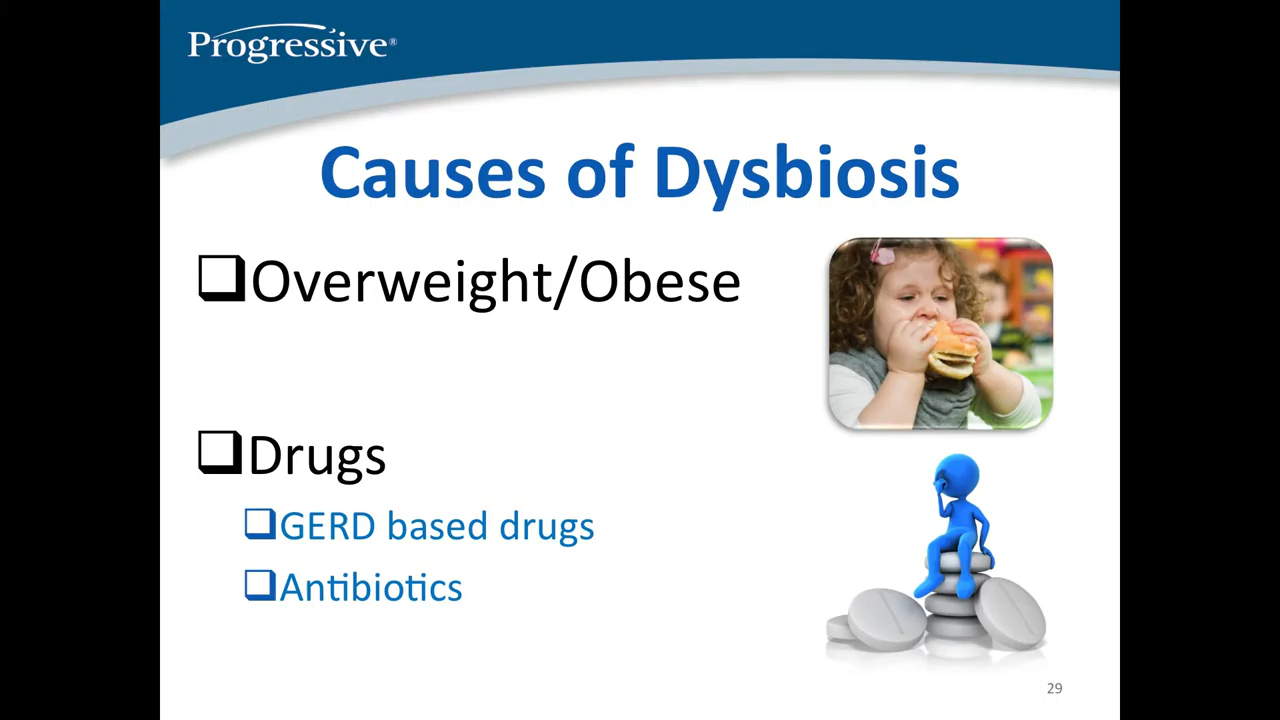 Progressive®
Causes of Dysbiosis
❑Overweight/Obese
❑Drugs
❑GERD based drugs
❑Antibiotics
29